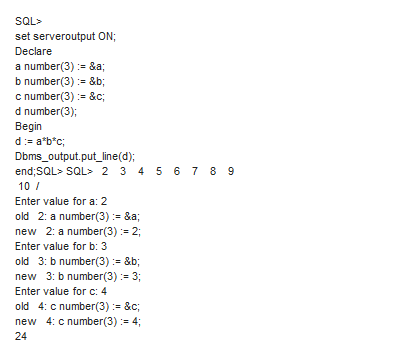 SQL>
set serveroutput ON;
Declare
a number(3) := &a;
b number(3) := &b;
c number(3) := &c;
d number(3);
Begin
d := a*b*c;
Dbms_output.put_line(d);
end;SQL> SQL> 2 3 4 5 6 7 8 9
10 /
Enter value for a: 2
old 2: a number(3) := &a;
new 2: a number(3) := 2;
Enter value for b: 3
old 3: b number(3) := &b;
new 3: b number(3) := 3;
Enter value for c: 4
old 4: c number(3) := &c;
new 4: c number(3) := 4;
24